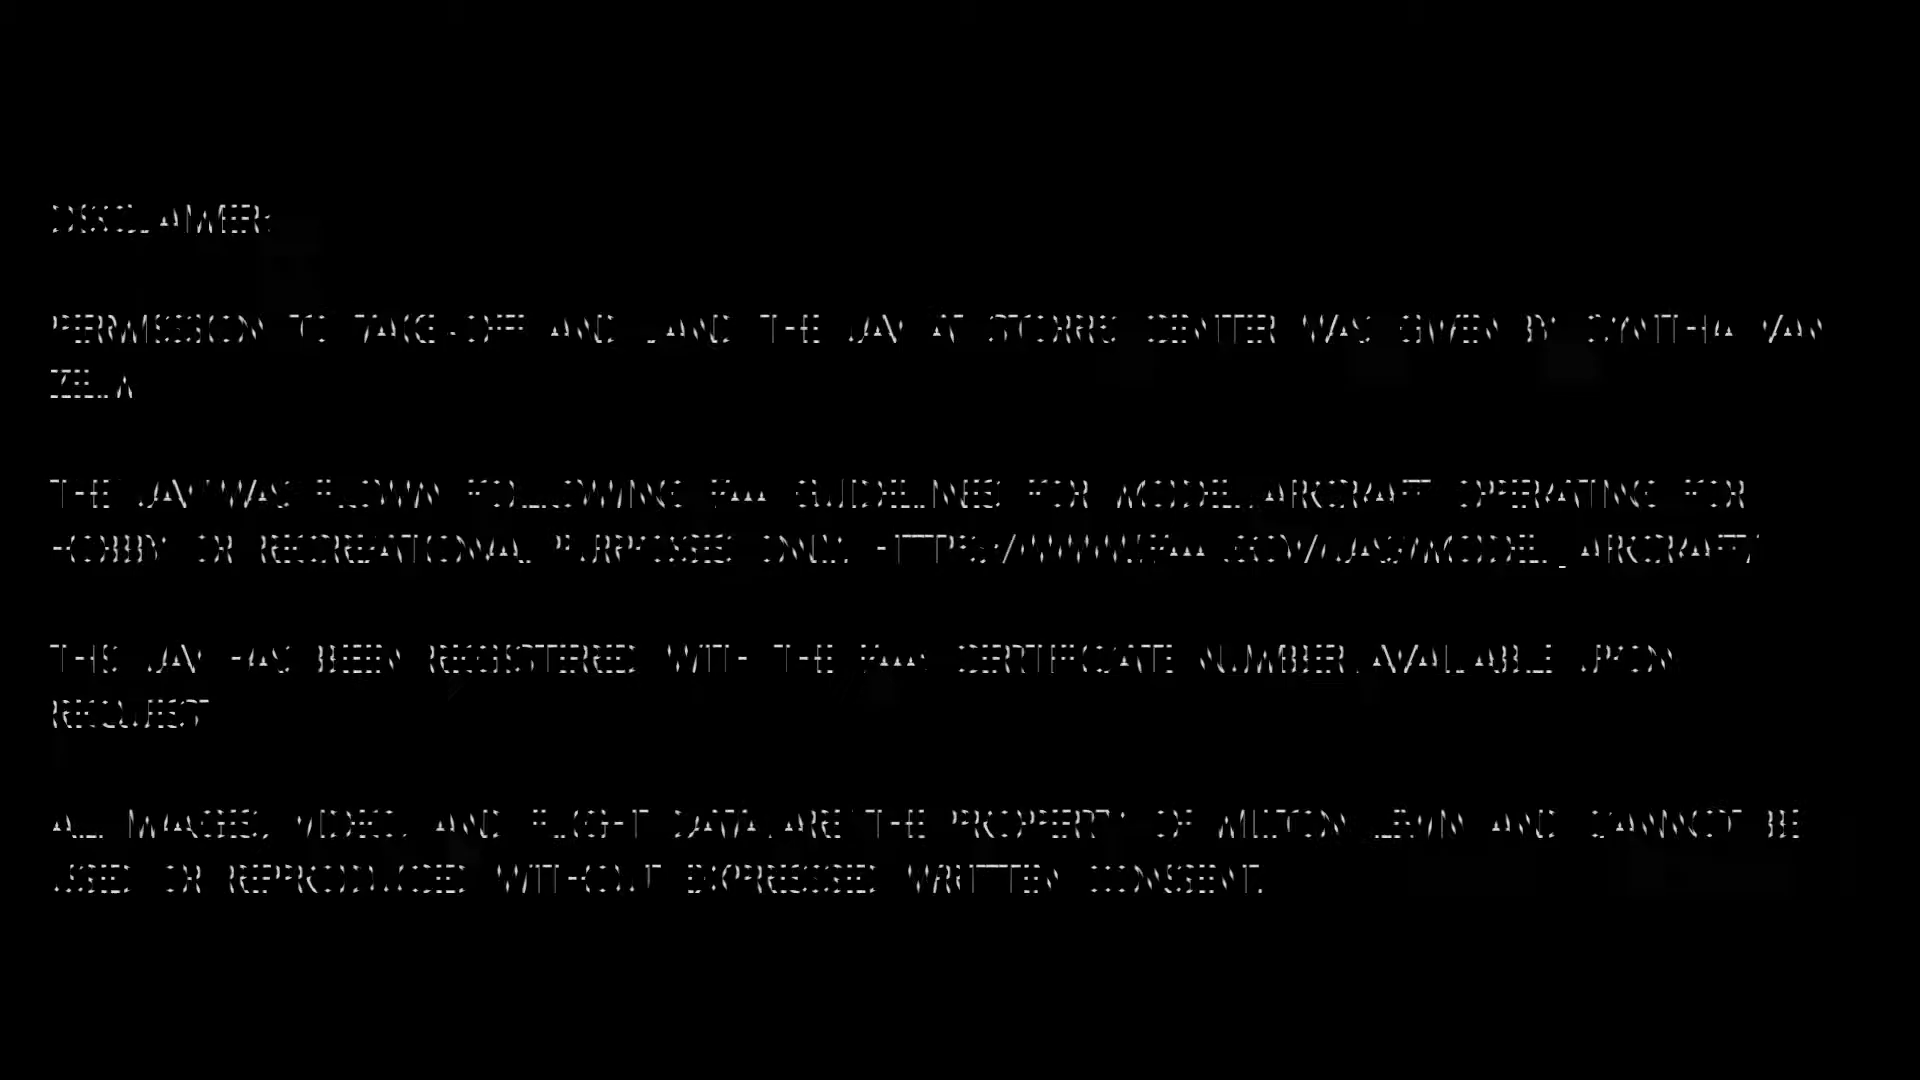 DISCLAIMER:
PERMISSION TO TAKE-OFF AND LAND THE UAV AT STORRS CENTER WAS GIVEN BY CYNTHIA VAN
ZELM
THE UAV WAS FLOWN FOLLOWING FAA GUIDELINES FOR MODEL AIRCRAFT OPERATING FOR
HOBBY OR RECREATIONAL PURPOSES ONLY. HTTPS://WWW.FAA.GOV/UAS/MODEL_AIRCRAFT/
THIS UAV HAS BEEN REGISTERED WITH THE FAA. CERTIFICATE NUMBER AVAILABLE UPON
REQUEST
ALL IMAGES, VIDEO, AND FLIGHT DATA ARE THE PROPERTY OF MILTON LEVIN AND CANNOT BE
USED OR REPRODUCED WITHOUT EXPRESSED WRITTEN CONSENT.